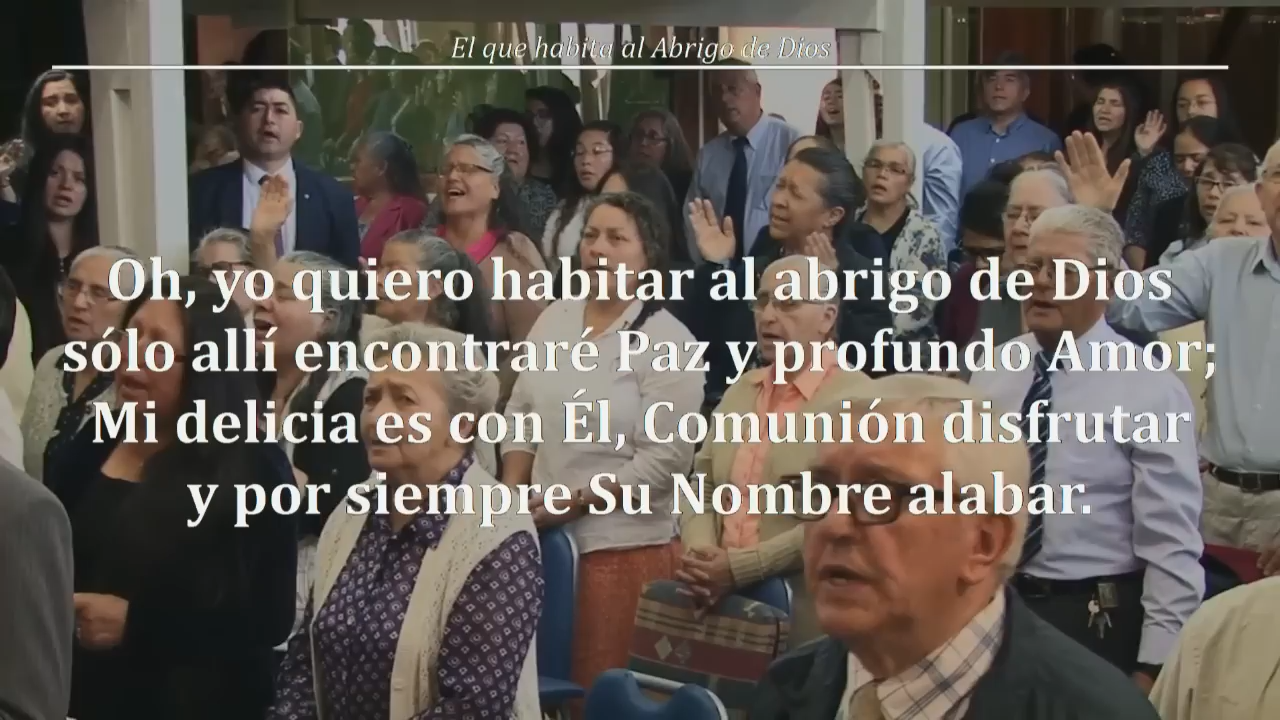 El que habita al Abrigo de Dios
Oh, yo quiero habitar al abrigo de Dios
sólo allí encontraré Paz y profundo Amor;
Mi delicia es con Él, Comunión disfrutar
y por siempre Su Nombre alabar.